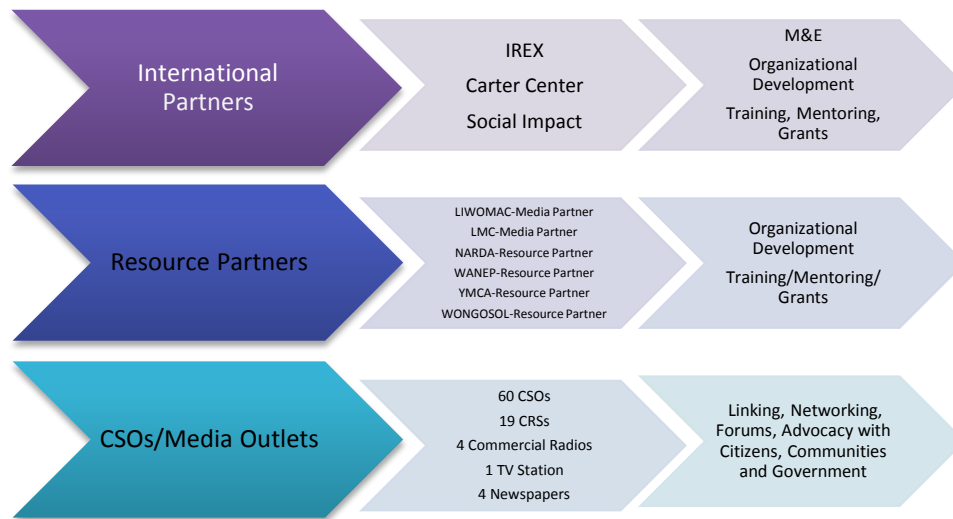 International
Partners
IREX
Carter Center
Social Impact
M&E
Organizational
Development
Training, Mentoring,
Grants
Resource Partners
LIWOMAC-Media Partner
LMC-Media Partner
NARDA-Resource Partner
WANEP-Resource Partner
YMCA-Resource Partner
WONGOSOL-Resource Partner
Organizational
Development
Training/Mentoring/
Grants
CSOs/Media Outlets
60 CSOs
19 CRSs
4 Commercial Radios
1 TV Station
4 Newspapers
Linking, Networking,
Forums, Advocacy with
Citizens, Communities
and Government